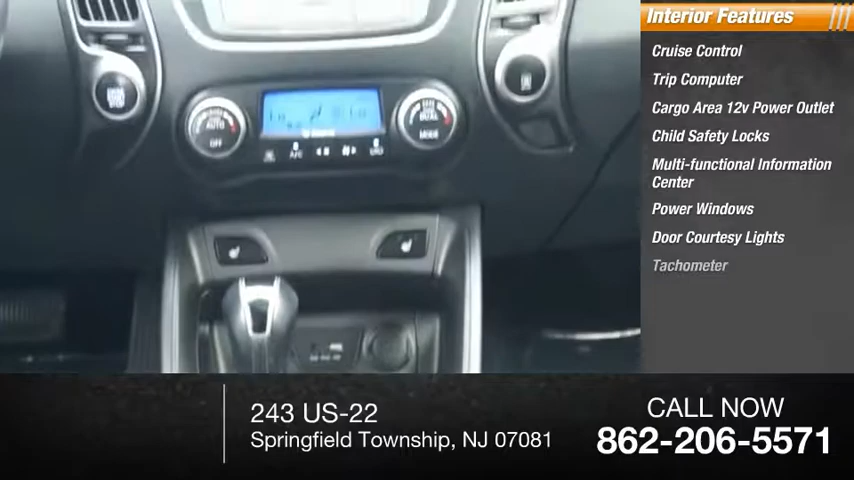 Interior Features
Cruise Control
Trip Computer
Cargo Area 12v Power Outlet
Child Safety Locks
Multi-functional Information
Center
Power Windows
Door Courtesy Lights
Tachometer
AUTO
OFF
DUAL
MODE
A/C
243 US-22
Springfield Township, NJ 07081
CALL NOW
862-206-5571